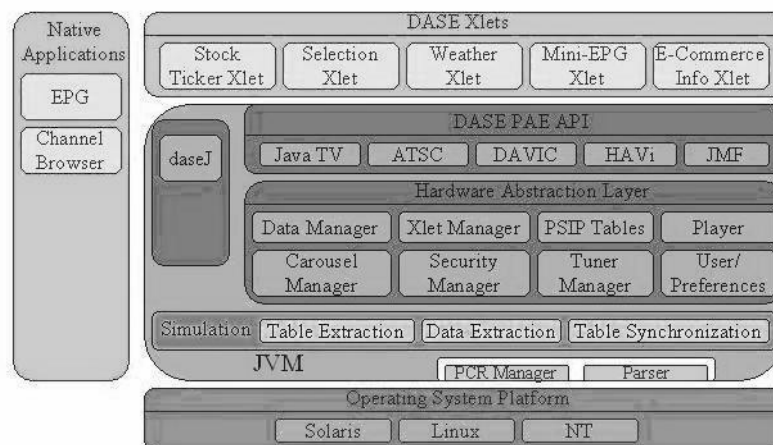 Native
Applications
EPG
Channel
Browser
DASE Xlets
Stock
Ticker Xlet
Selection
Xlet
Weather
Xlet
Mini-EPG
Xlet
E-Commerce
Info Xlet
daseJ
DASE PAE API
Java TV
ATSC
DAVIC
HAVi
JMF
Hardware Abstraction Layer
Data Manager
Xlet Manager
PSIP Tables
Player
Carousel
Manager
Security
Manager
Tuner
Manager
User/
Preferences
Simulation
Table Extraction
Data Extraction
Table Synchronization
JVM
PCR Manager
Parser
Operating System Platform
Solaris
Linux
NT